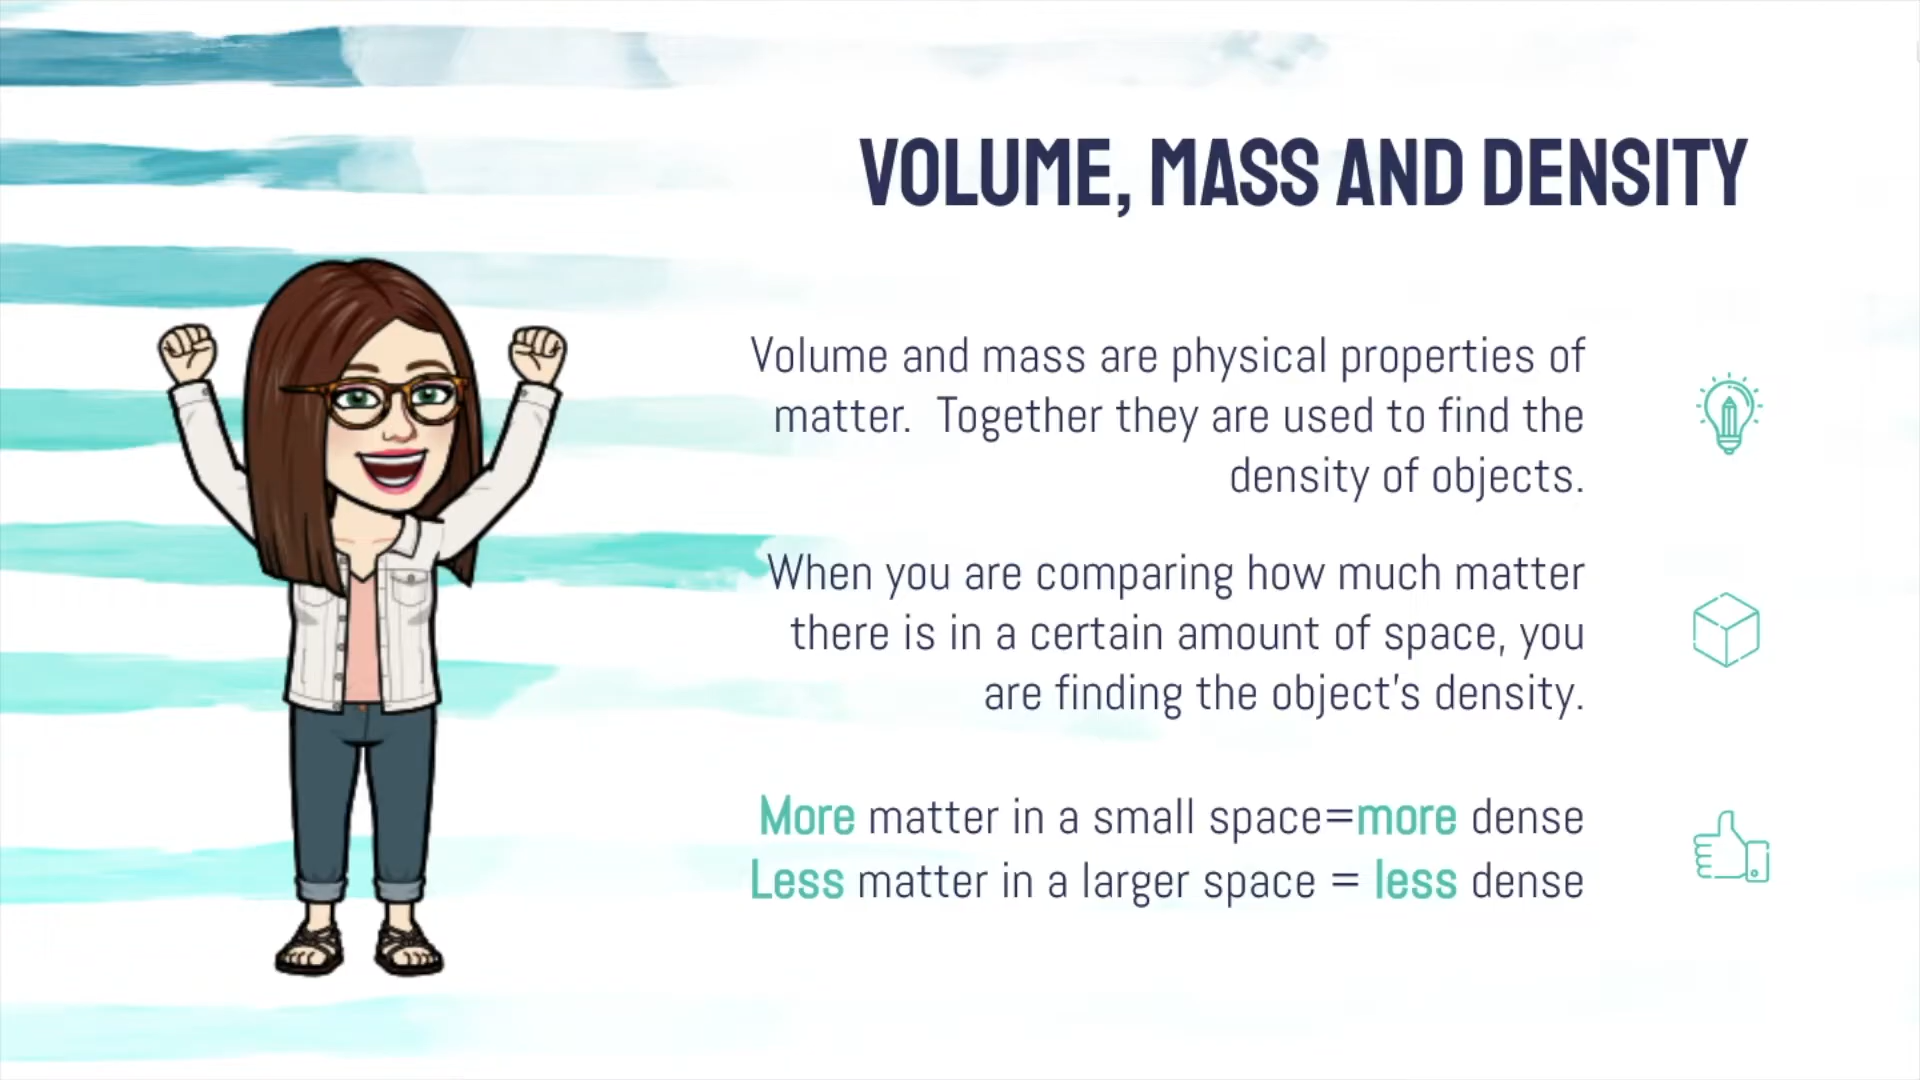 VOLUME, MASS AND DENSITY
Volume and mass are physical properties of
matter.  Together they are used to find the
density of objects.
When you are comparing how much matter
there is in a certain amount of space, you
are finding the object’s density.
More matter in a small space=more dense
Less matter in a larger space = less dense